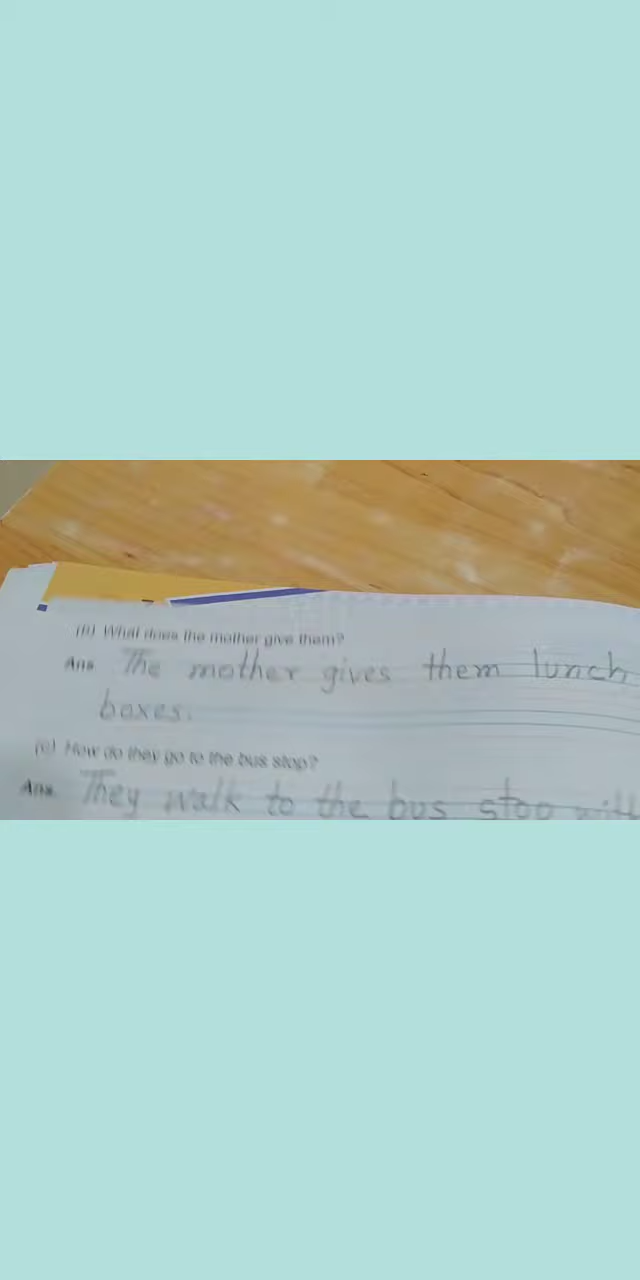 (b) What does the mother give them?
Ans. The mother gives them lunch
boxes.
(c) How do they go to the bus stop?
Ans. They walk to the bus stop with